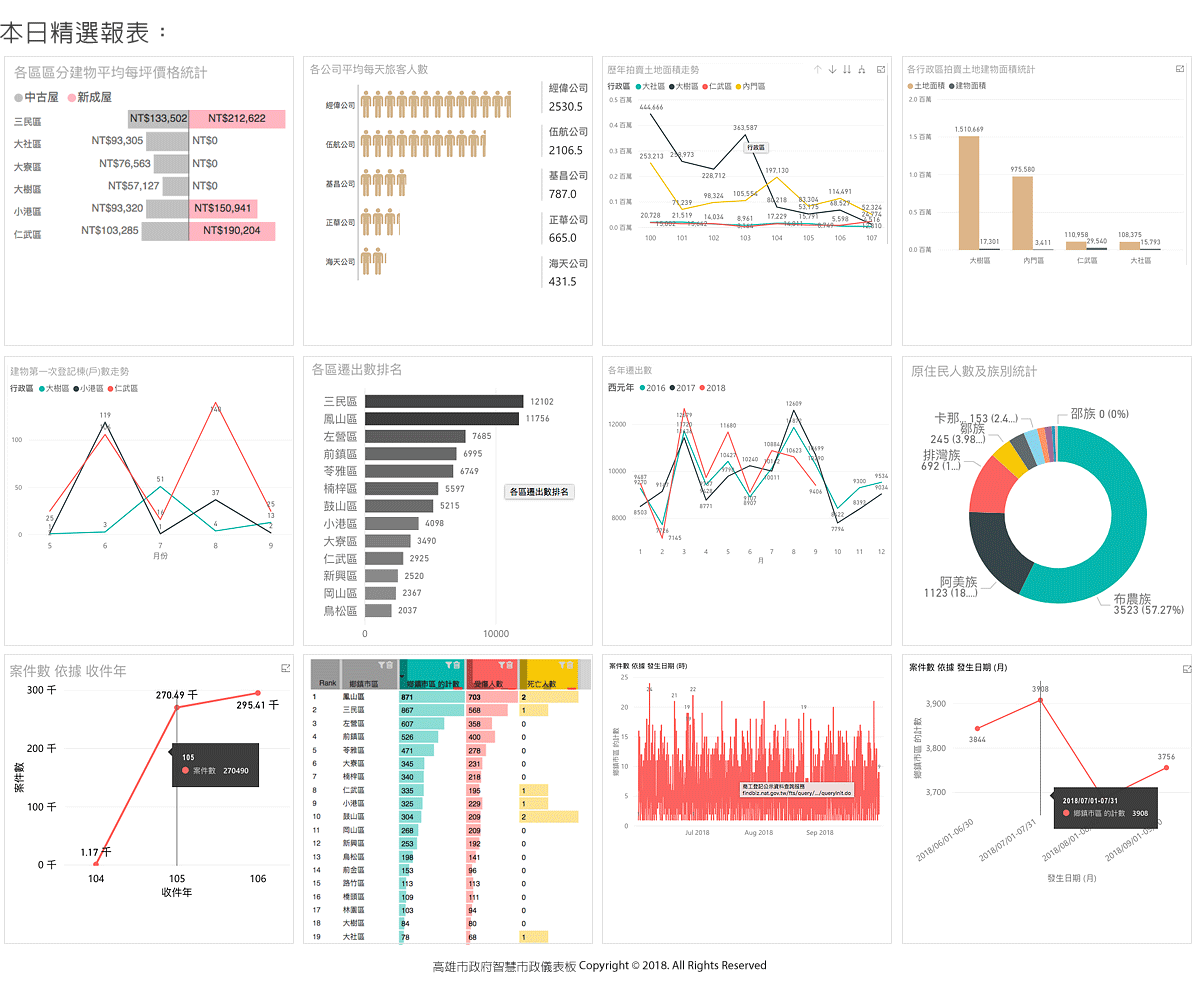 本日精選報表：
各區區分建物平均每坪價格統計
中古屋 新成屋
三民區 NT$133,502 NT$212,622
大社區 NT$93,305 NT$0
大寮區 NT$76,563 NT$0
大樹區 NT$57,127 NT$0
小港區 NT$93,320 NT$150,941
仁武區 NT$103,285 NT$190,204
各公司平均每天旅客人數
經偉公司
伍航公司
基昌公司
正華公司
海天公司
經偉公司
2530.5
伍航公司
2106.5
基昌公司
787.0
正華公司
665.0
海天公司
431.5
歷年拍賣土地面積走勢
行政區 大社區 大樹區 仁武區 內門區
0.5 百萬
0.4 百萬
0.3 百萬
0.2 百萬
0.1 百萬
0.0 百萬
444,666
363,587
253,213
228,712
197,130
行政區
71,239
98,324
105,554
80,218
83,304
53,175
114,491
68,527
52,324
20,728
21,519
14,034
8,961
17,229
15,791
5,598
100 101 102 103 104 105 106 107
各行政區拍賣土地建物面積統計
土地面積 建物面積
2.0 百萬
1.5 百萬
1.0 百萬
0.5 百萬
0.0 百萬
1,510,669
17,301
975,580
3,411
110,958
29,540
108,375
15,793
大樹區 內門區 仁武區 大社區
建物第一次登記棟(戶)數走勢
行政區 大樹區 小港區 仁武區
100
50
0
119
140
51
37
25
1
3
16
1
4
25
13
2
5 6 7 8 9
月份
各區遷出數排名
三民區 12102
鳳山區 11756
左營區 7685
前鎮區 6995
苓雅區 6749
楠梓區 5597
鼓山區 5215
小港區 4098
大寮區 3490
仁武區 2925
新興區 2520
岡山區 2367
鳥松區 2037
各區遷出數排名
0 10000
各年遷出數
西元年 2016 2017 2018
12000
10000
8000
12609
11680
10884
10623
10240
10427
10011
9487
9270
8503
7145
8771
8907
9406
7794
9300
8393
9534
9034
1 2 3 4 5 6 7 8 9 10 11 12
月
原住民人數及族別統計
卡那... 153 (2.4...)
邵族 0 (0%)
鄒族
245 (3.98...)
排灣族
692 (1...)
阿美族
1123 (18....)
布農族
3523 (57.27%)
案件數 依據 收件年
300 千
200 千
100 千
0 千
案件數
270.49 千
295.41 千
1.17 千
105
案件數 270490
104 105 106
收件年
Rank 鄉鎮市區 鄉鎮市區 的計數 受傷人數 死亡人數
1 鳳山區 871 703 2
2 三民區 867 568 1
3 左營區 607 358 0
4 前鎮區 526 400 0
5 苓雅區 471 278 0
6 大寮區 345 231 0
7 楠梓區 340 218 0
8 仁武區 335 195 1
9 小港區 325 229 1
10 鼓山區 304 209 2
11 岡山區 268 209 0
12 新興區 253 192 0
13 鳥松區 198 141 0
14 前金區 153 96 0
15 路竹區 113 113 0
16 橋頭區 109 111 0
17 林園區 103 94 0
18 大樹區 84 80 0
19 大社區 78 68 1
案件數 依據 發生日期 (時)
鄉鎮市區 的計數
25
20
15
10
5
0
24
21
22
19
19
9
商工登記公示資料查詢服務
findbiz.nat.gov.tw/fts/query/.../queryInit.do
Jul 2018 Aug 2018 Sep 2018
案件數 依據 發生日期 (月)
鄉鎮市區 的計數
3,900
3,800
3,700
3908
3844
3756
2018/07/01-07/31
鄉鎮市區 的計數 3908
2018/06/01-06/30
2018/07/01-07/31
發生日期 (月)
高雄市政府智慧市政儀表板 Copyright © 2018. All Rights Reserved